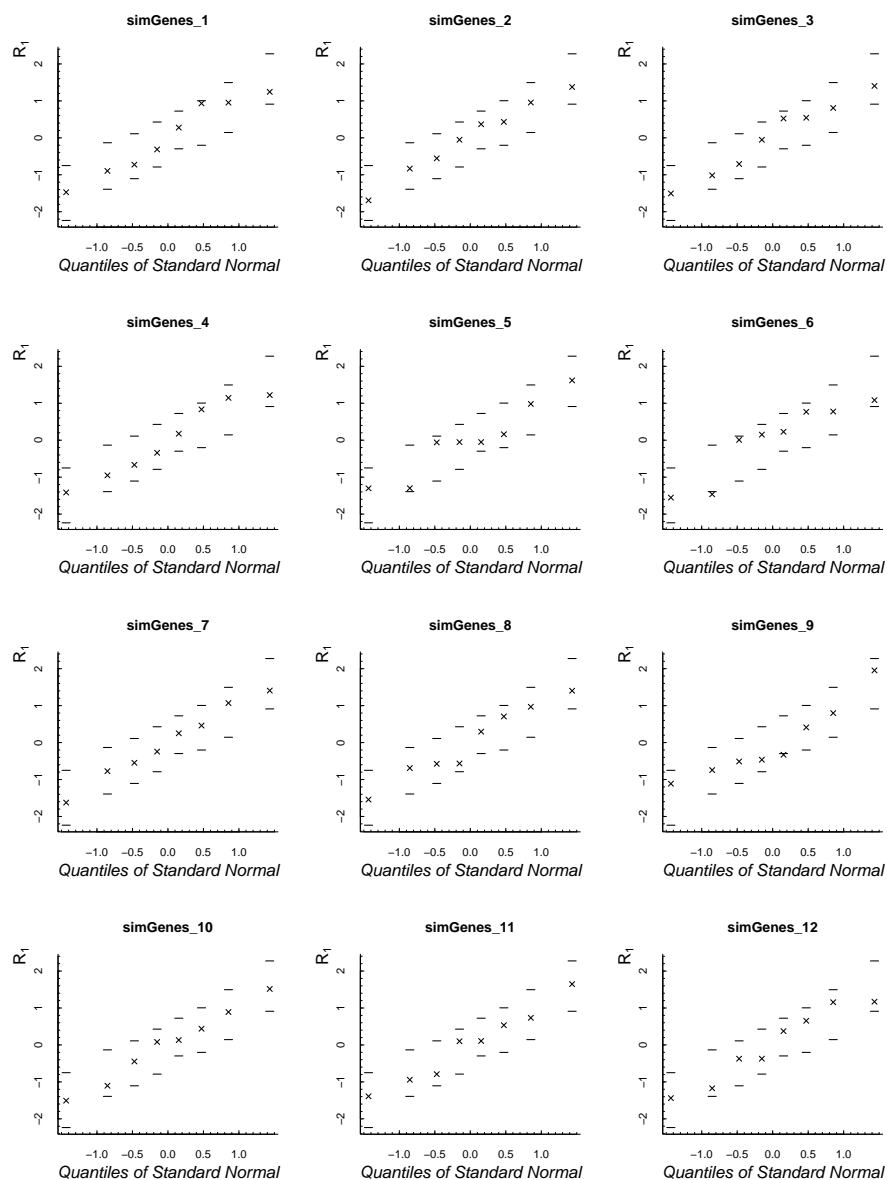 simGenes_1 simGenes_2 simGenes_3
R1 R1 R1
2 2 2
1 1 1
0 0 0
−1 −1 −1
−2 −2 −2
−1.0 −0.5 0.0 0.5 1.0 −1.0 −0.5 0.0 0.5 1.0 −1.0 −0.5 0.0 0.5 1.0
Quantiles of Standard Normal Quantiles of Standard Normal Quantiles of Standard Normal
simGenes_4 simGenes_5 simGenes_6
R1 R1 R1
2 2 2
1 1 1
0 0 0
−1 −1 −1
−2 −2 −2
−1.0 −0.5 0.0 0.5 1.0 −1.0 −0.5 0.0 0.5 1.0 −1.0 −0.5 0.0 0.5 1.0
Quantiles of Standard Normal Quantiles of Standard Normal Quantiles of Standard Normal
simGenes_7 simGenes_8 simGenes_9
R1 R1 R1
2 2 2
1 1 1
0 0 0
−1 −1 −1
−2 −2 −2
−1.0 −0.5 0.0 0.5 1.0 −1.0 −0.5 0.0 0.5 1.0 −1.0 −0.5 0.0 0.5 1.0
Quantiles of Standard Normal Quantiles of Standard Normal Quantiles of Standard Normal
simGenes_10 simGenes_11 simGenes_12
R1 R1 R1
2 2 2
1 1 1
0 0 0
−1 −1 −1
−2 −2 −2
−1.0 −0.5 0.0 0.5 1.0 −1.0 −0.5 0.0 0.5 1.0 −1.0 −0.5 0.0 0.5 1.0
Quantiles of Standard Normal Quantiles of Standard Normal Quantiles of Standard Normal